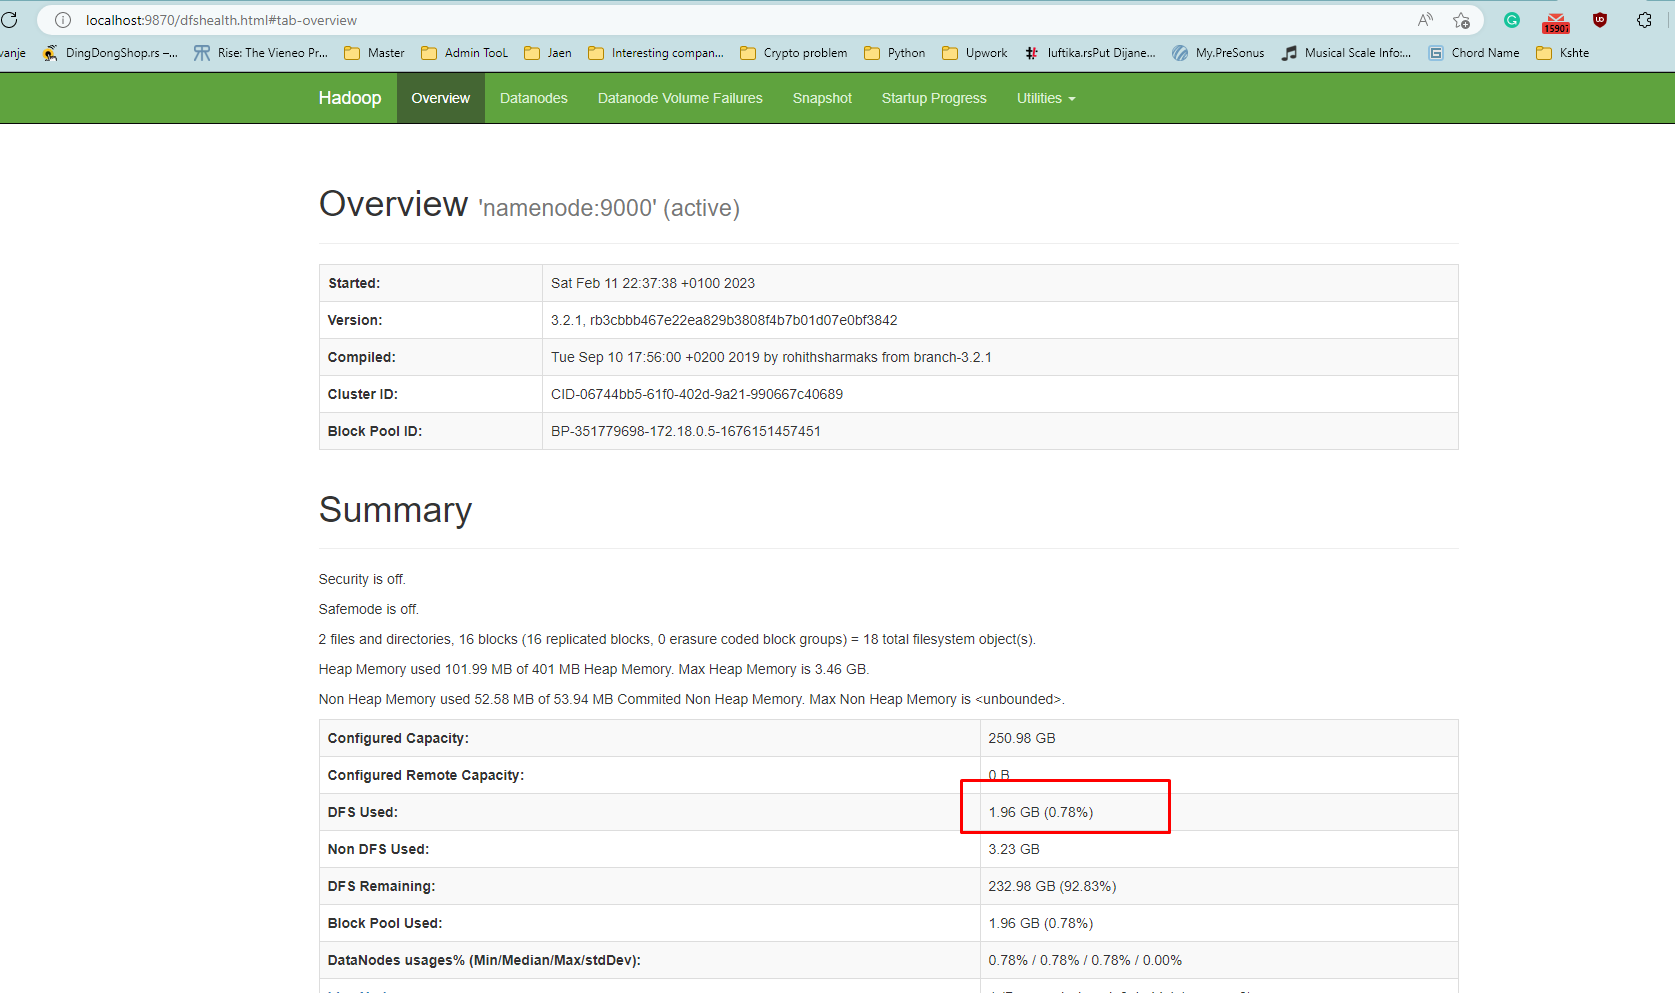 localhost:9870/dfshealth.html#tab-overview
15907
vanje DingDongShop.rs –... Rise: The Vieneo Pr... Master Admin TooL Jaen Interesting compan... Crypto problem Python Upwork luftika.rsPut Dijane... My.PreSonus Musical Scale Info:... Chord Name Kshte
Hadoop Overview Datanodes Datanode Volume Failures Snapshot Startup Progress Utilities
Overview 'namenode:9000' (active)
Started: Sat Feb 11 22:37:38 +0100 2023
Version: 3.2.1, rb3cbbb467e22ea829b3808f4b7b01d07e0bf3842
Compiled: Tue Sep 10 17:56:00 +0200 2019 by rohithsharmaks from branch-3.2.1
Cluster ID: CID-06744bb5-61f0-402d-9a21-990667c40689
Block Pool ID: BP-351779698-172.18.0.5-1676151457451
Summary
Security is off.
Safemode is off.
2 files and directories, 16 blocks (16 replicated blocks, 0 erasure coded block groups) = 18 total filesystem object(s).
Heap Memory used 101.99 MB of 401 MB Heap Memory. Max Heap Memory is 3.46 GB.
Non Heap Memory used 52.58 MB of 53.94 MB Commited Non Heap Memory. Max Non Heap Memory is <unbounded>.
Configured Capacity: 250.98 GB
Configured Remote Capacity: 0 B
DFS Used: 1.96 GB (0.78%)
Non DFS Used: 3.23 GB
DFS Remaining: 232.98 GB (92.83%)
Block Pool Used: 1.96 GB (0.78%)
DataNodes usages% (Min/Median/Max/stdDev): 0.78% / 0.78% / 0.78% / 0.00%